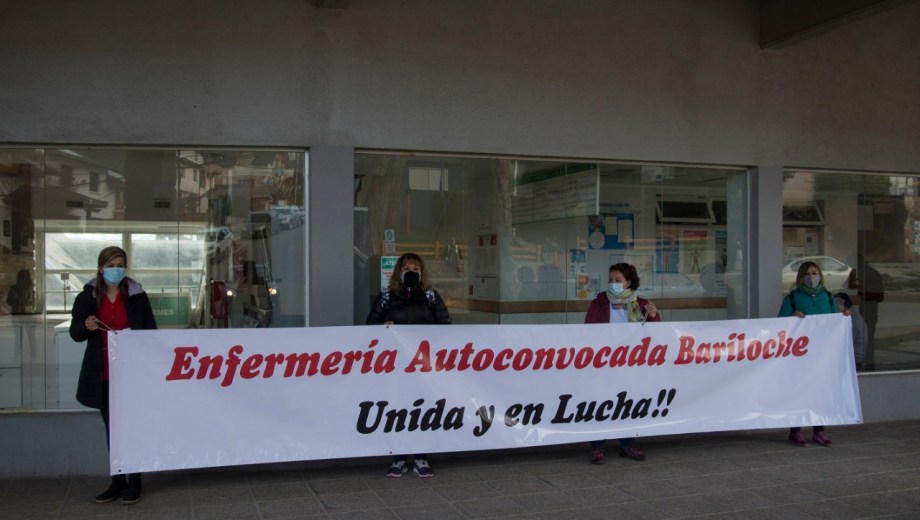 Enfermería Autoconvocada Bariloche
Unida y en Lucha!!